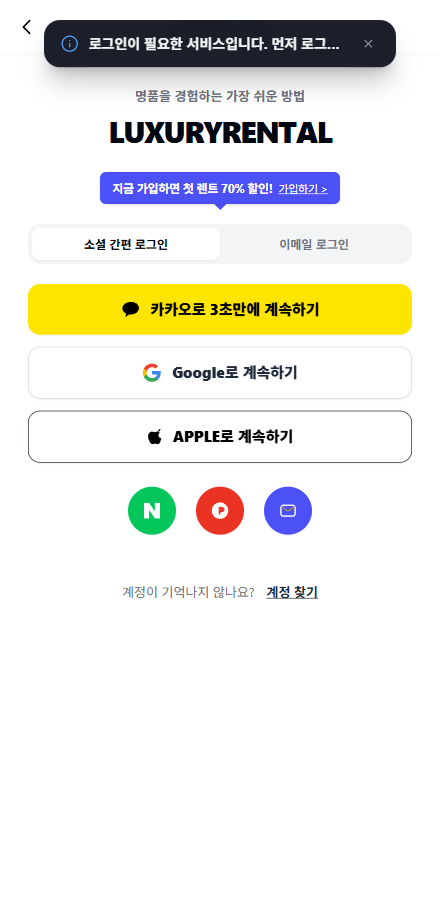 로그인이 필요한 서비스입니다. 먼저 로그...
명품을 경험하는 가장 쉬운 방법
LUXURYRENTAL
지금 가입하면 첫 렌트 70% 할인! 가입하기 >
소셜 간편 로그인 이메일 로그인
카카오로 3초만에 계속하기
Google로 계속하기
APPLE로 계속하기
계정이 기억나지 않나요? 계정 찾기